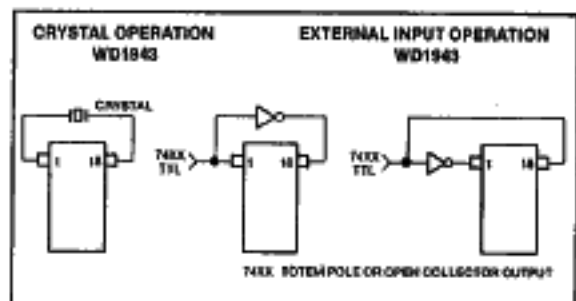 CRYSTAL OPERATION
WD1943
EXTERNAL INPUT OPERATION
WD1943
CRYSTAL
1 18
74XX
TTL
1 18
74XX
TTL
1 18
74XX TOTEM POLE OR OPEN COLLECTOR OUTPUT